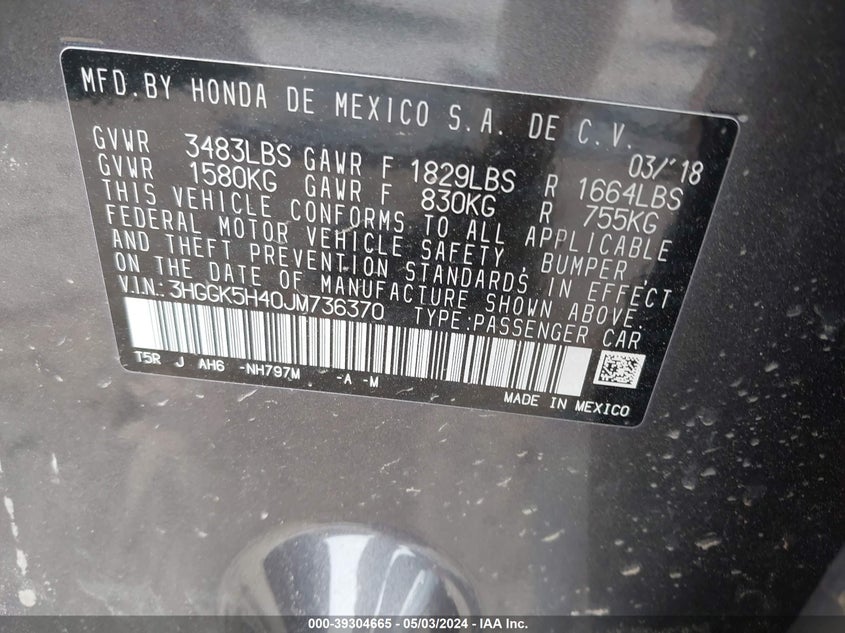 MFD.BY HONDA DE MEXICO S.A. DE C.V.
03/'18
GVWR 3483LBS GAWR F 1829LBS R 1664LBS
GVWR 1580KG GAWR F 830KG R 755KG
THIS VEHICLE CONFORMS TO ALL APPLICABLE
FEDERAL MOTOR VEHICLE SAFETY, BUMPER
AND THEFT PREVENTION STANDARDS IN EFFECT
ON THE DATE OF MANUFACTURE SHOWN ABOVE.
V.I.N.: 3HGGK5H40JM736370 TYPE:PASSENGER CAR
T5R J AH6 -NH797M -A -M
MADE IN MEXICO
000-39304665 - 05/03/2024 - IAA Inc.